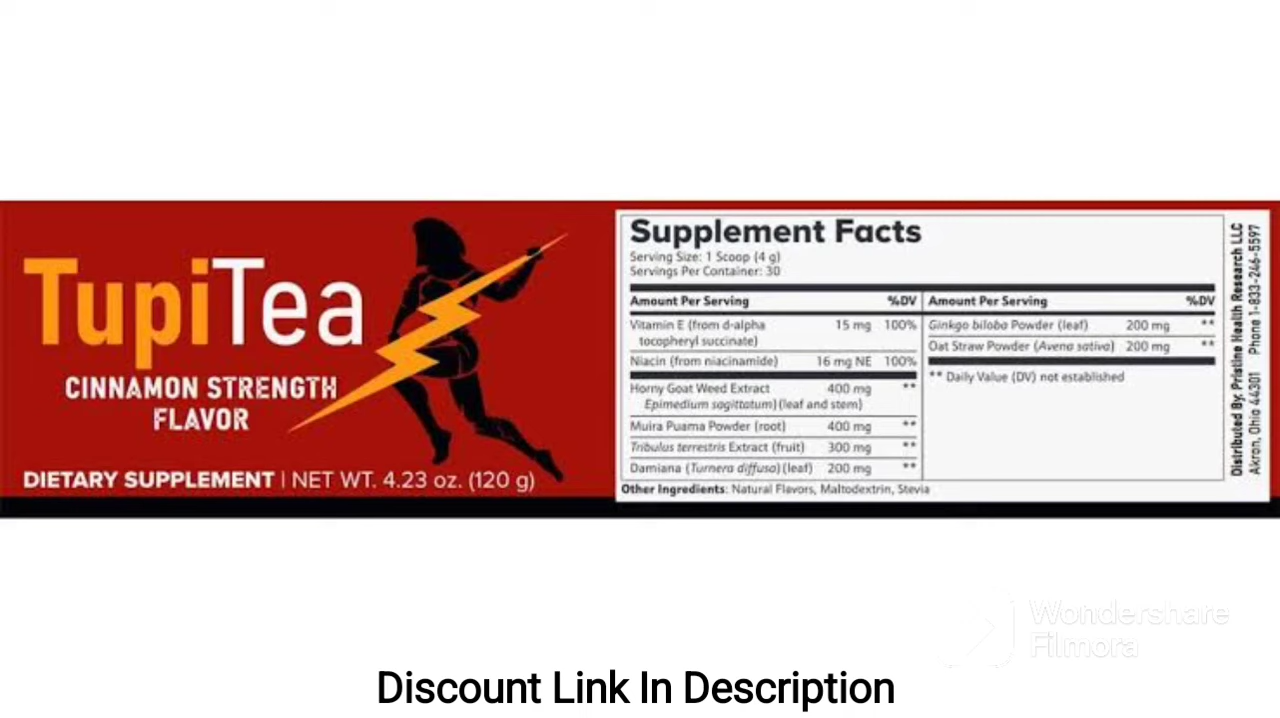 TupiTea
CINNAMON STRENGTH
FLAVOR
DIETARY SUPPLEMENT | NET WT. 4.23 oz. (120 g)
Supplement Facts
Serving Size: 1 Scoop (4 g)
Servings Per Container: 30
Amount Per Serving %DV
Vitamin E (from d-alpha 15 mg 100%
tocopheryl succinate)
Niacin (from niacinamide) 16 mg NE 100%
Horny Goat Weed Extract 400 mg **
Epimedium sagittatum) (leaf and stem)
Muira Puama Powder (root) 400 mg **
Tribulus terrestris Extract (fruit) 300 mg **
Damiana (Turnera diffusa) (leaf) 200 mg **
Amount Per Serving %DV
Ginkgo biloba Powder (leaf) 200 mg **
Oat Straw Powder (Avena sativa) 200 mg **
** Daily Value (DV) not established
Other Ingredients: Natural Flavors, Maltodextrin, Stevia
Distributed By: Pristine Health Research LLC
Akron, Ohio 44301 Phone 1-833-246-5597
Wondershare
Filmora
Discount Link In Description